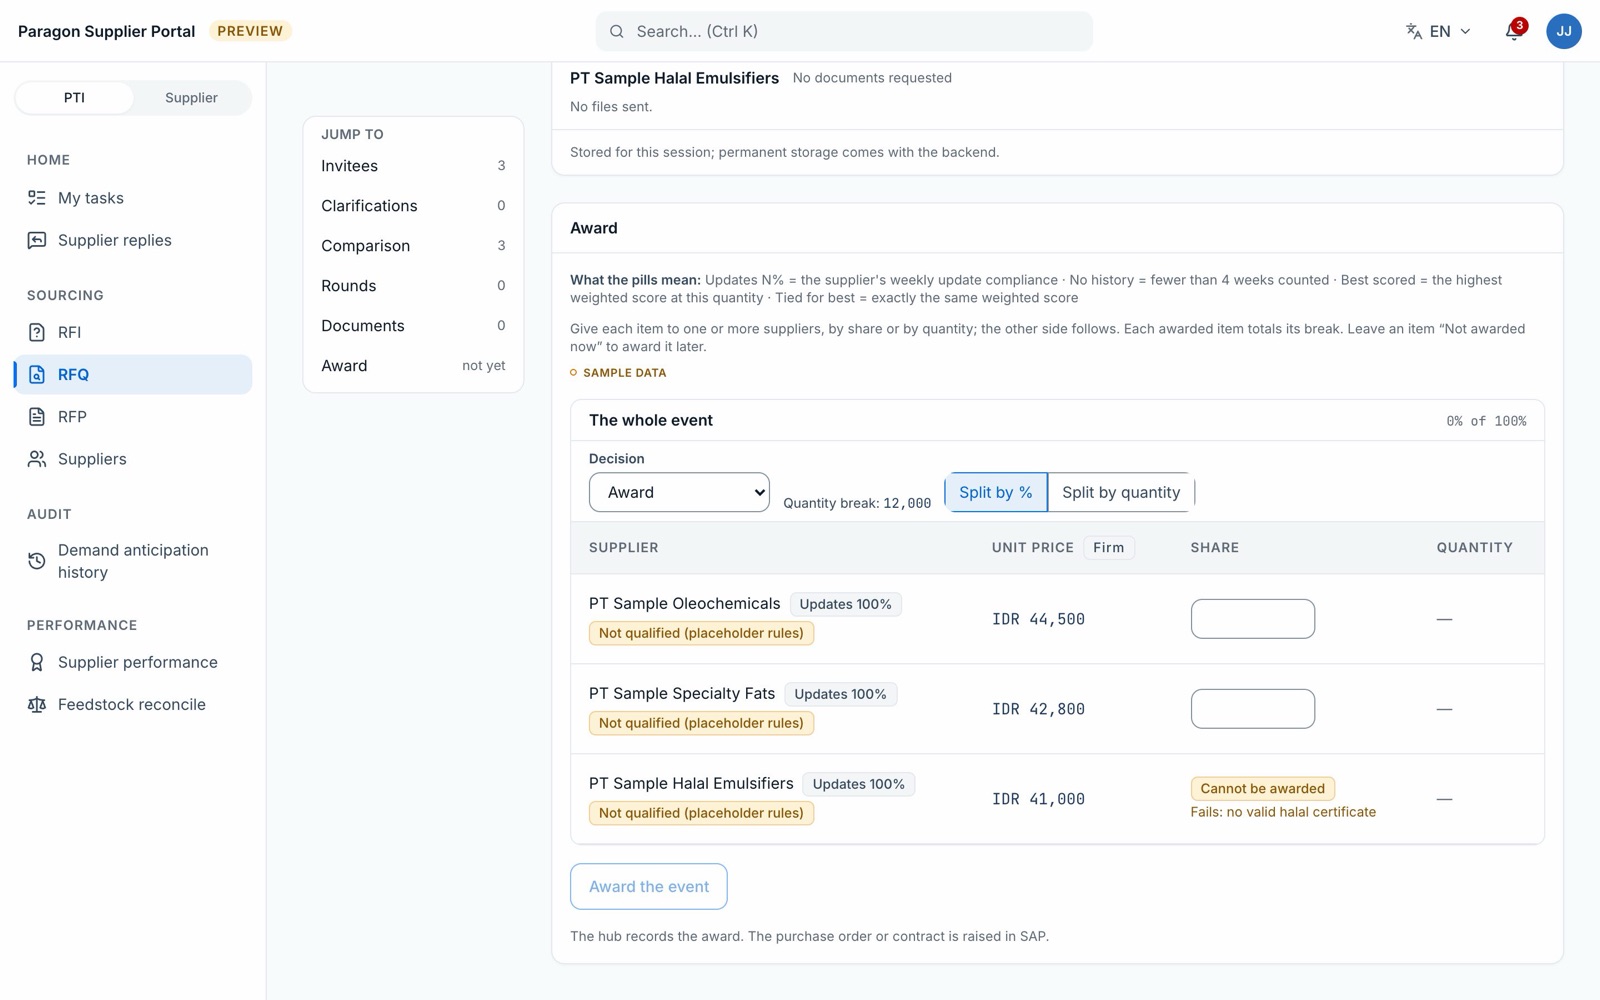 Paragon Supplier Portal PREVIEW
Search... (Ctrl K)
EN
3
JJ
PTI Supplier
HOME
My tasks
Supplier replies
SOURCING
RFI
RFQ
RFP
Suppliers
AUDIT
Demand anticipation
history
PERFORMANCE
Supplier performance
Feedstock reconcile
JUMP TO
Invitees 3
Clarifications 0
Comparison 3
Rounds 0
Documents 0
Award not yet
PT Sample Halal Emulsifiers No documents requested
No files sent.
Stored for this session; permanent storage comes with the backend.
Award
What the pills mean: Updates N% = the supplier's weekly update compliance · No history = fewer than 4 weeks counted · Best scored = the highest
weighted score at this quantity · Tied for best = exactly the same weighted score
Give each item to one or more suppliers, by share or by quantity; the other side follows. Each awarded item totals its break. Leave an item “Not awarded
now” to award it later.
SAMPLE DATA
The whole event 0% of 100%
Decision
Award Quantity break: 12,000 Split by % Split by quantity
SUPPLIER UNIT PRICE Firm SHARE QUANTITY
PT Sample Oleochemicals Updates 100%
Not qualified (placeholder rules)
IDR 44,500 —
PT Sample Specialty Fats Updates 100%
Not qualified (placeholder rules)
IDR 42,800 —
PT Sample Halal Emulsifiers Updates 100%
Not qualified (placeholder rules)
IDR 41,000
Cannot be awarded
Fails: no valid halal certificate
—
Award the event
The hub records the award. The purchase order or contract is raised in SAP.